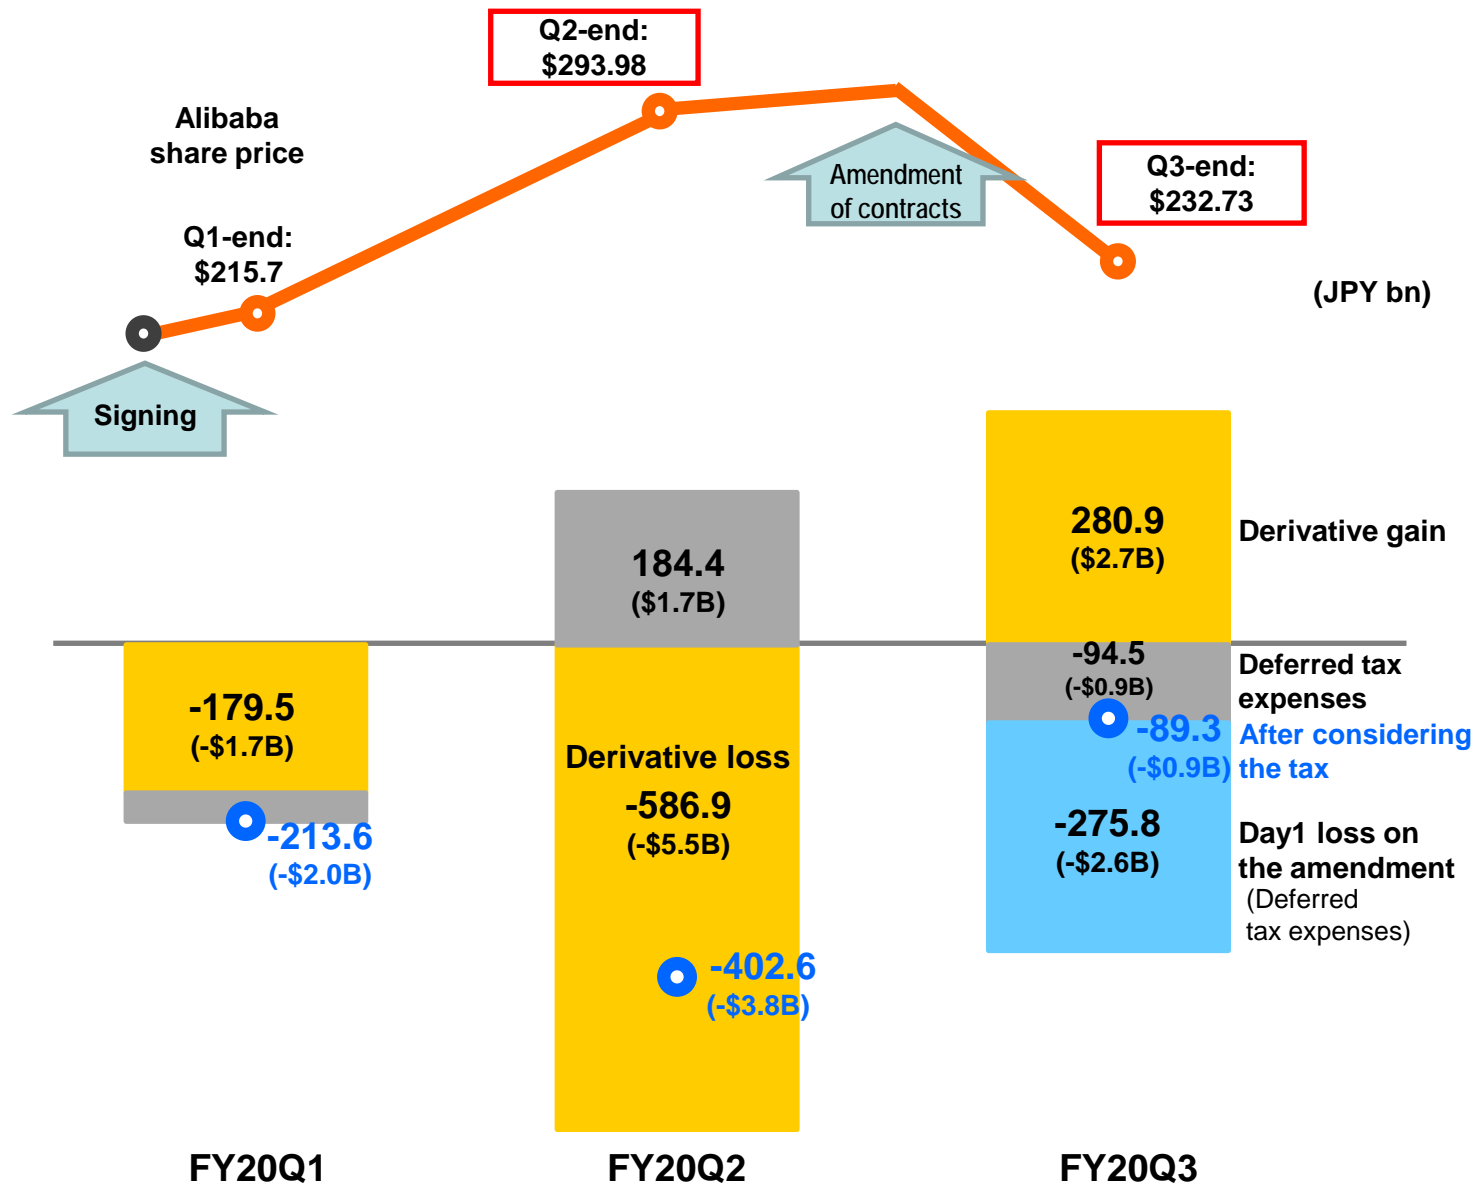 Q2-end:
$293.98
Alibaba
share price
Amendment
of contracts
Q3-end:
$232.73
Q1-end:
$215.7
(JPY bn)
Signing
280.9
($2.7B)
Derivative gain
184.4
($1.7B)
-94.5
(-$0.9B)
Deferred tax
expenses
-179.5
(-$1.7B)
-89.3
(-$0.9B)
After considering
the tax
Derivative loss
-586.9
(-$5.5B)
-213.6
(-$2.0B)
-275.8
(-$2.6B)
Day1 loss on
the amendment
(Deferred
tax expenses)
-402.6
(-$3.8B)
FY20Q1
FY20Q2
FY20Q3